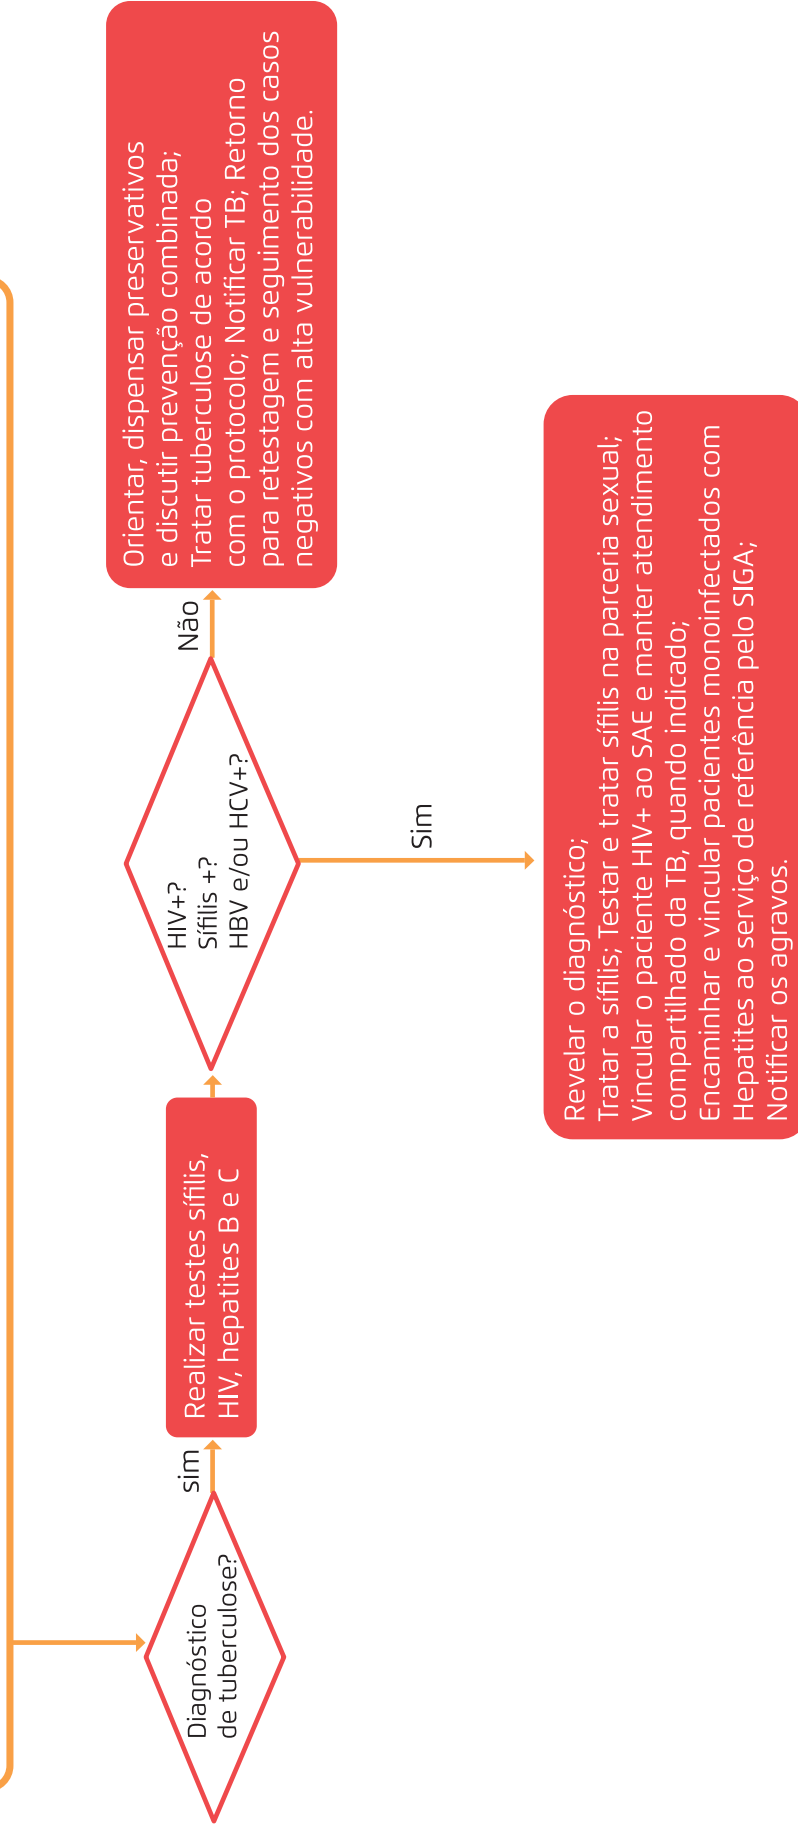 Diagnóstico
de tuberculose?
sim
Realizar testes sífilis,
HIV, hepatites B e C
HIV+?
Sífilis +?
HBV e/ou HCV+?
Não
Orientar, dispensar preservativos
e discutir prevenção combinada;
Tratar tuberculose de acordo
com o protocolo; Notificar TB; Retorno
para retestagem e seguimento dos casos
negativos com alta vulnerabilidade.
Sim
Revelar o diagnóstico;
Tratar a sífilis; Testar e tratar sífilis na parceria sexual;
Vincular o paciente HIV+ ao SAE e manter atendimento
compartilhado da TB, quando indicado;
Encaminhar e vincular pacientes monoinfectados com
Hepatites ao serviço de referência pelo SIGA;
Notificar os agravos.